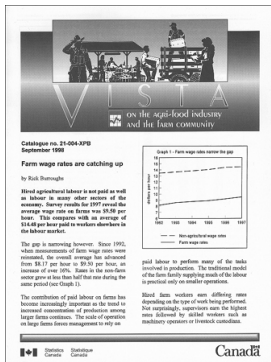 VISTA
on the agri-food industry
and the farm community
Catalogue no. 21-004-XPB
September 1998
Farm wage rates are catching up
by Rick Burroughs
Hired agricultural labour is not paid as well
as labour in many other sectors of the
economy. Survey results for 1997 reveal the
average wage rate on farms was $9.50 per
hour. This compares with an average of
$14.48 per hour paid to workers elsewhere in
the labour market.
The gap is narrowing however. Since 1992,
when measurements of farm wage rates were
reinstated, the overall average has advanced
from $8.17 per hour to $9.50 per hour, an
increase of over 16%. Rates in the non-farm
sector grew at less than half that rate during the
same period (see Graph 1).
The contribution of paid labour on farms has
become increasingly important as the trend to
increased concentration of production among
larger farms continues. The scale of operation
on large farms forces management to rely on
Graph 1 - Farm wage rates narrow the gap
dollars per hour
1992 1993 1994 1995 1996 1997
Non-agricultural wage rates
Farm wage rates
paid labour to perform many of the tasks
involved in production. The traditional model
of the farm family supplying much of the labour
is practical only on smaller operations.
Hired farm workers earn differing rates
depending on the type of work being performed.
Not surprisingly, supervisors earn the highest
rates followed by skilled workers such as
machinery operators or livestock custodians.
Statistics Canada
Statistique Canada
Canada